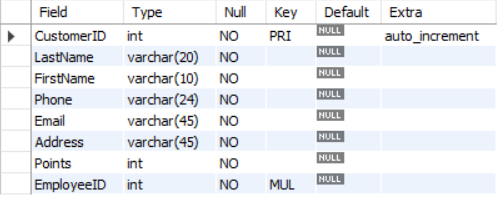 Field Type Null Key Default Extra
CustomerID int NO PRI NULL auto_increment
LastName varchar(20) NO NULL
FirstName varchar(10) NO NULL
Phone varchar(24) NO NULL
Email varchar(45) NO NULL
Address varchar(45) NO NULL
Points int NO NULL
EmployeeID int NO MUL NULL